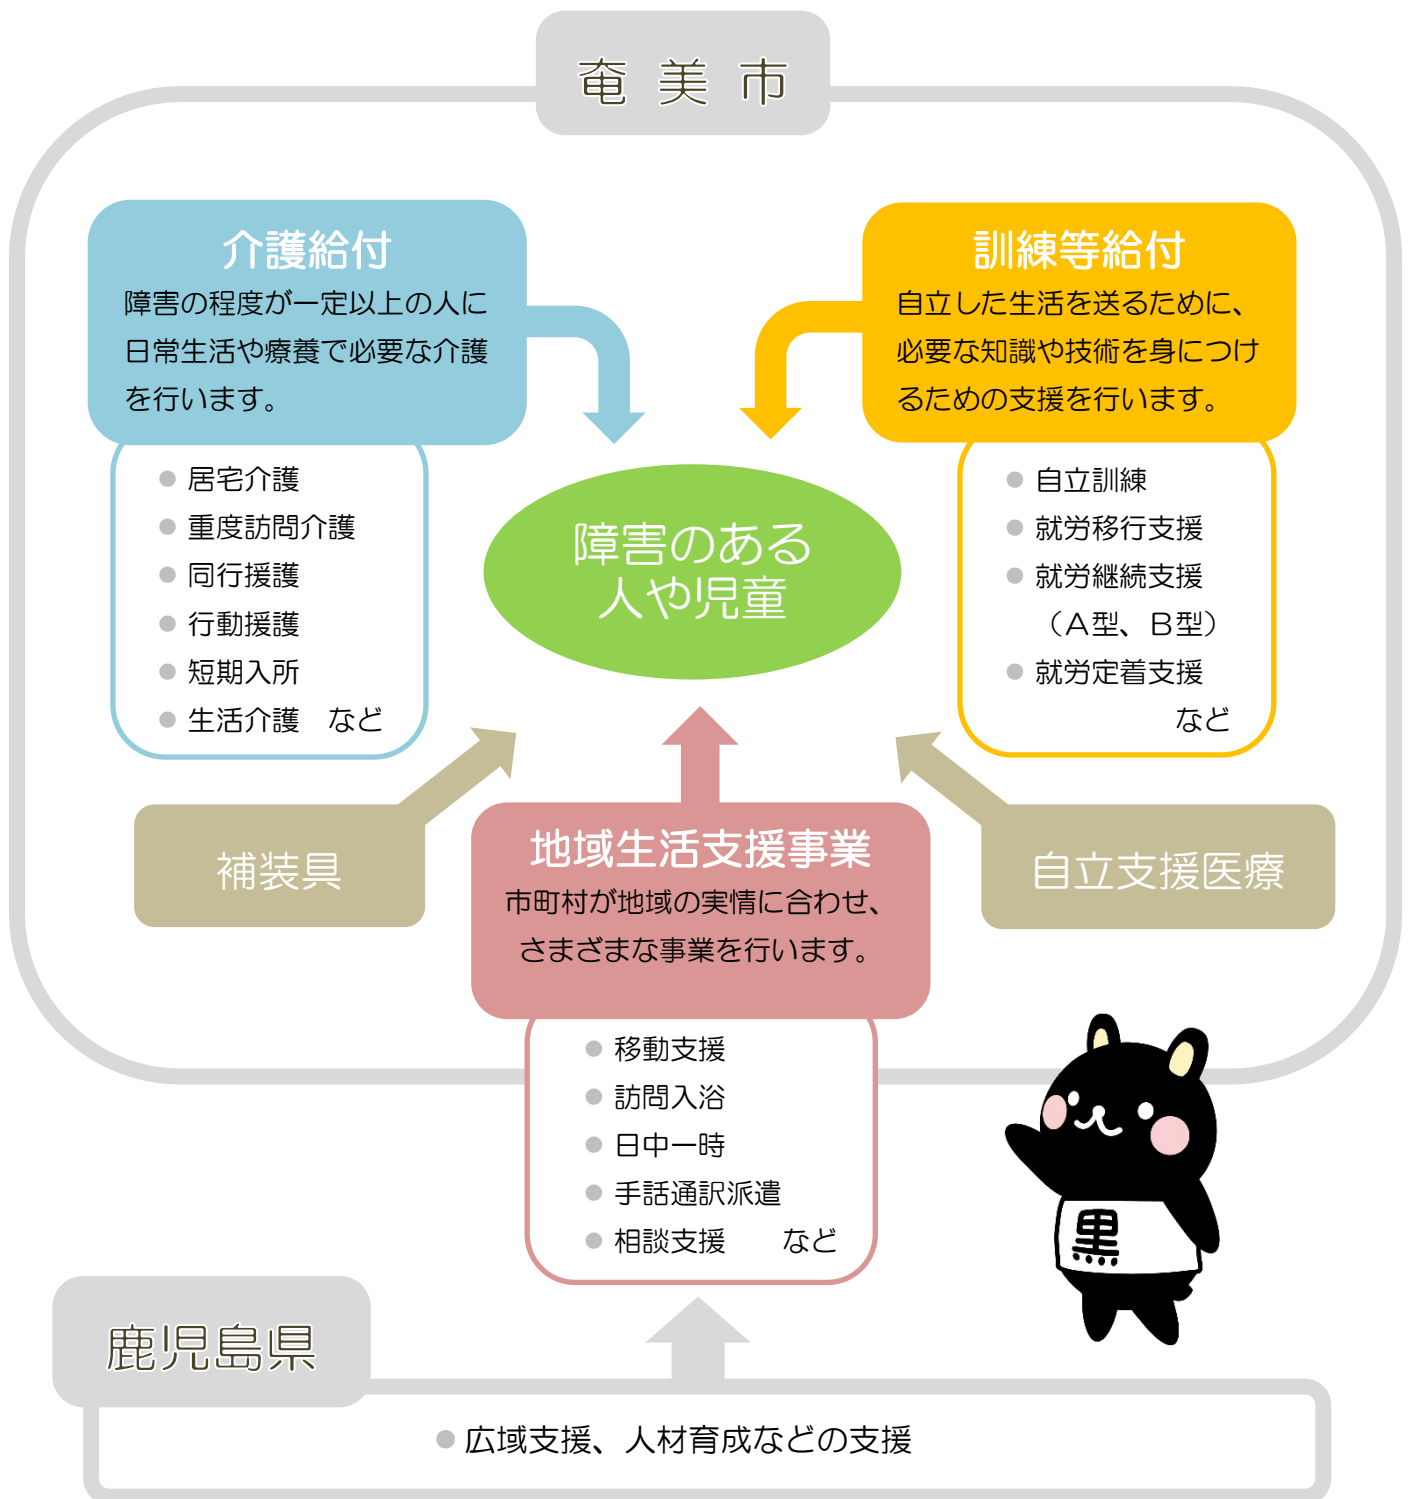 奄美市
介護給付
障害の程度が一定以上の人に
日常生活や療養で必要な介護
を行います。
居宅介護
重度訪問介護
同行援護
行動援護
短期入所
生活介護　など
訓練等給付
自立した生活を送るために、
必要な知識や技術を身につけ
るための支援を行います。
自立訓練
就労移行支援
就労継続支援
（Ａ型、Ｂ型）
就労定着支援
など
障害のある
人や児童
補装具
地域生活支援事業
市町村が地域の実情に合わせ、
さまざまな事業を行います。
移動支援
訪問入浴
日中一時
手話通訳派遣
相談支援　　など
自立支援医療
黒
鹿児島県
広域支援、人材育成などの支援